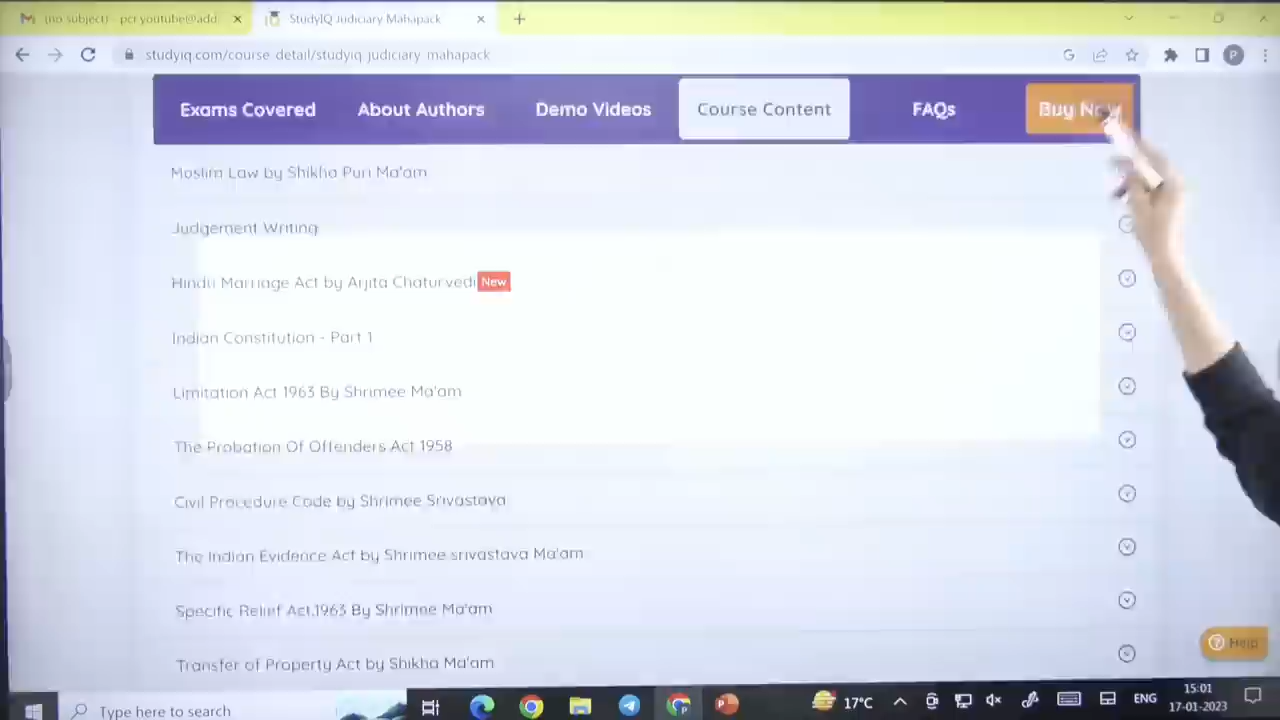 (no subject) - pcr youtube@add
StudyIQ Judiciary Mahapack
studyiq.com/course detail/studyiq judiciary mahapack
P
Exams Covered
About Authors
Demo Videos
Course Content
FAQs
Buy Now
Muslim Law by Shikha Puri Ma'am
Judgement Writing
Hindu Marriage Act by Arjita Chaturvedi New
Indian Constitution - Part 1
Limitation Act 1963 By Shrimee Ma'am
The Probation Of Offenders Act 1958
Civil Procedure Code by Shrimee Srivastava
The Indian Evidence Act by Shrimee srivastava Ma'am
Specific Relief Act,1963 By Shrimee Ma'am
Transfer of Property Act by Shikha Ma'am
Help
Type here to search
17°C
ENG
15:01
17-01-2023